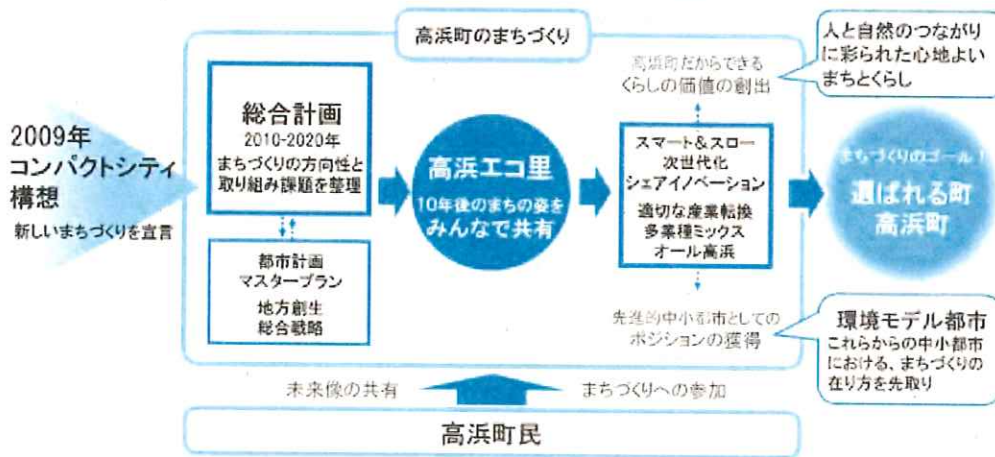 高浜町のまちづくり
2009年
コンパクトシティ
構想
新しいまちづくりを宣言
総合計画
2010-2020年
まちづくりの方向性と
取り組み課題を整理
都市計画
マスタープラン
地方創生
総合戦略
高浜エコ里
10年後のまちの姿を
みんなで共有
高浜町だからできる
くらしの価値の創出
スマート&スロー
次世代化
シェアイノベーション
適切な産業転換
多業種ミックス
オール高浜
先進的中小都市としての
ポジションの獲得
人と自然のつながり
に彩られた心地よい
まちとくらし
まちづくりのゴール!
選ばれる町
高浜町
環境モデル都市
これらからの中小都市
における、まちづくりの
在り方を先取り
未来像の共有
まちづくりへの参加
高浜町民